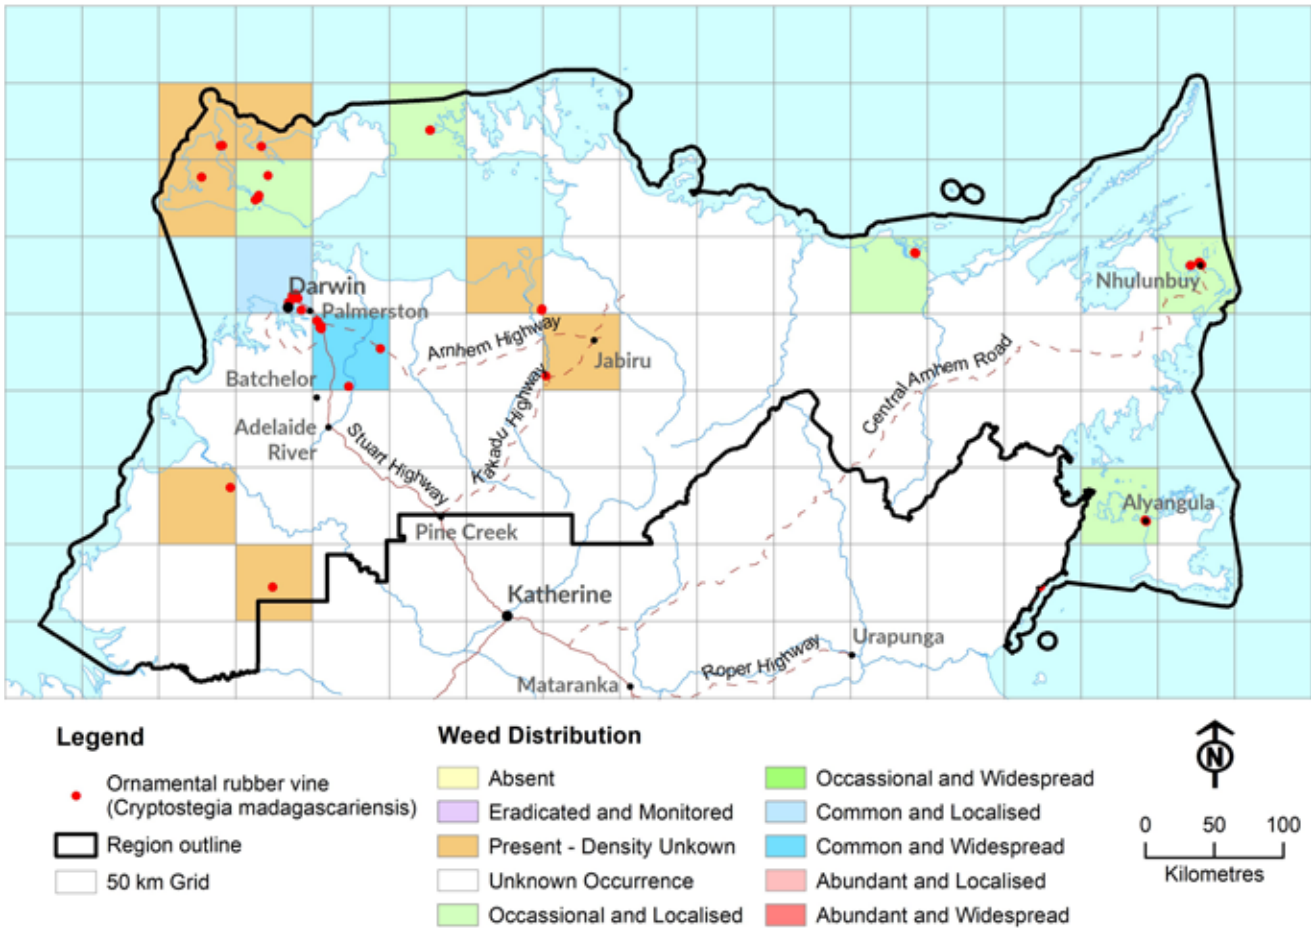 Darwin
Palmerston
Nhulunbuy
Arnhem Highway
Jabiru
Central Arnhem Road
Batchelor
Kakadu Highway
Adelaide
River
Stuart Highway
Alyangula
Pine Creek
Katherine
Urapunga
Roper Highway
Mataranka
Legend
Ornamental rubber vine
(Cryptostegia madagascariensis)
Region outline
50 km Grid
Weed Distribution
Absent
Eradicated and Monitored
Present - Density Unkown
Unknown Occurrence
Occassional and Localised
Occassional and Widespread
Common and Localised
Common and Widespread
Abundant and Localised
Abundant and Widespread
N
0 50 100
Kilometres